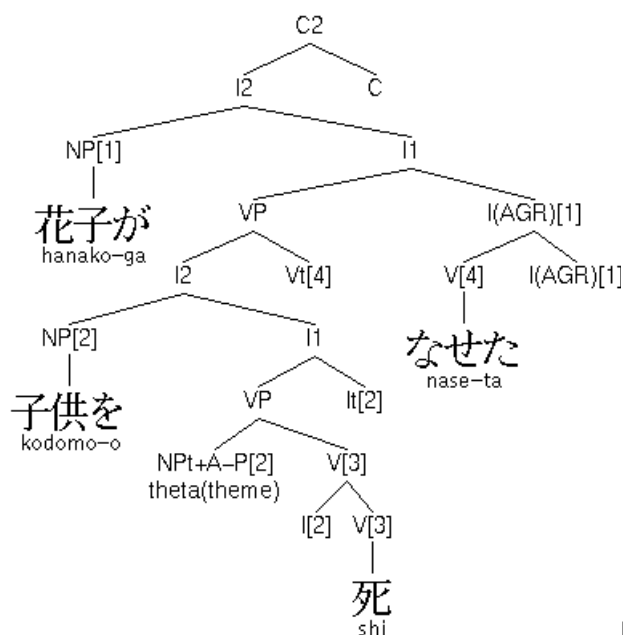 C2
I2 C
NP[1] I1
花子が VP I(AGR)[1]
hanako-ga
I2 Vt[4] V[4] I(AGR)[1]
NP[2] I1 なせた
nase-ta
子供を VP It[2]
kodomo-o
NPt+A-P[2] V[3]
theta(theme)
I[2] V[3]
死
shi